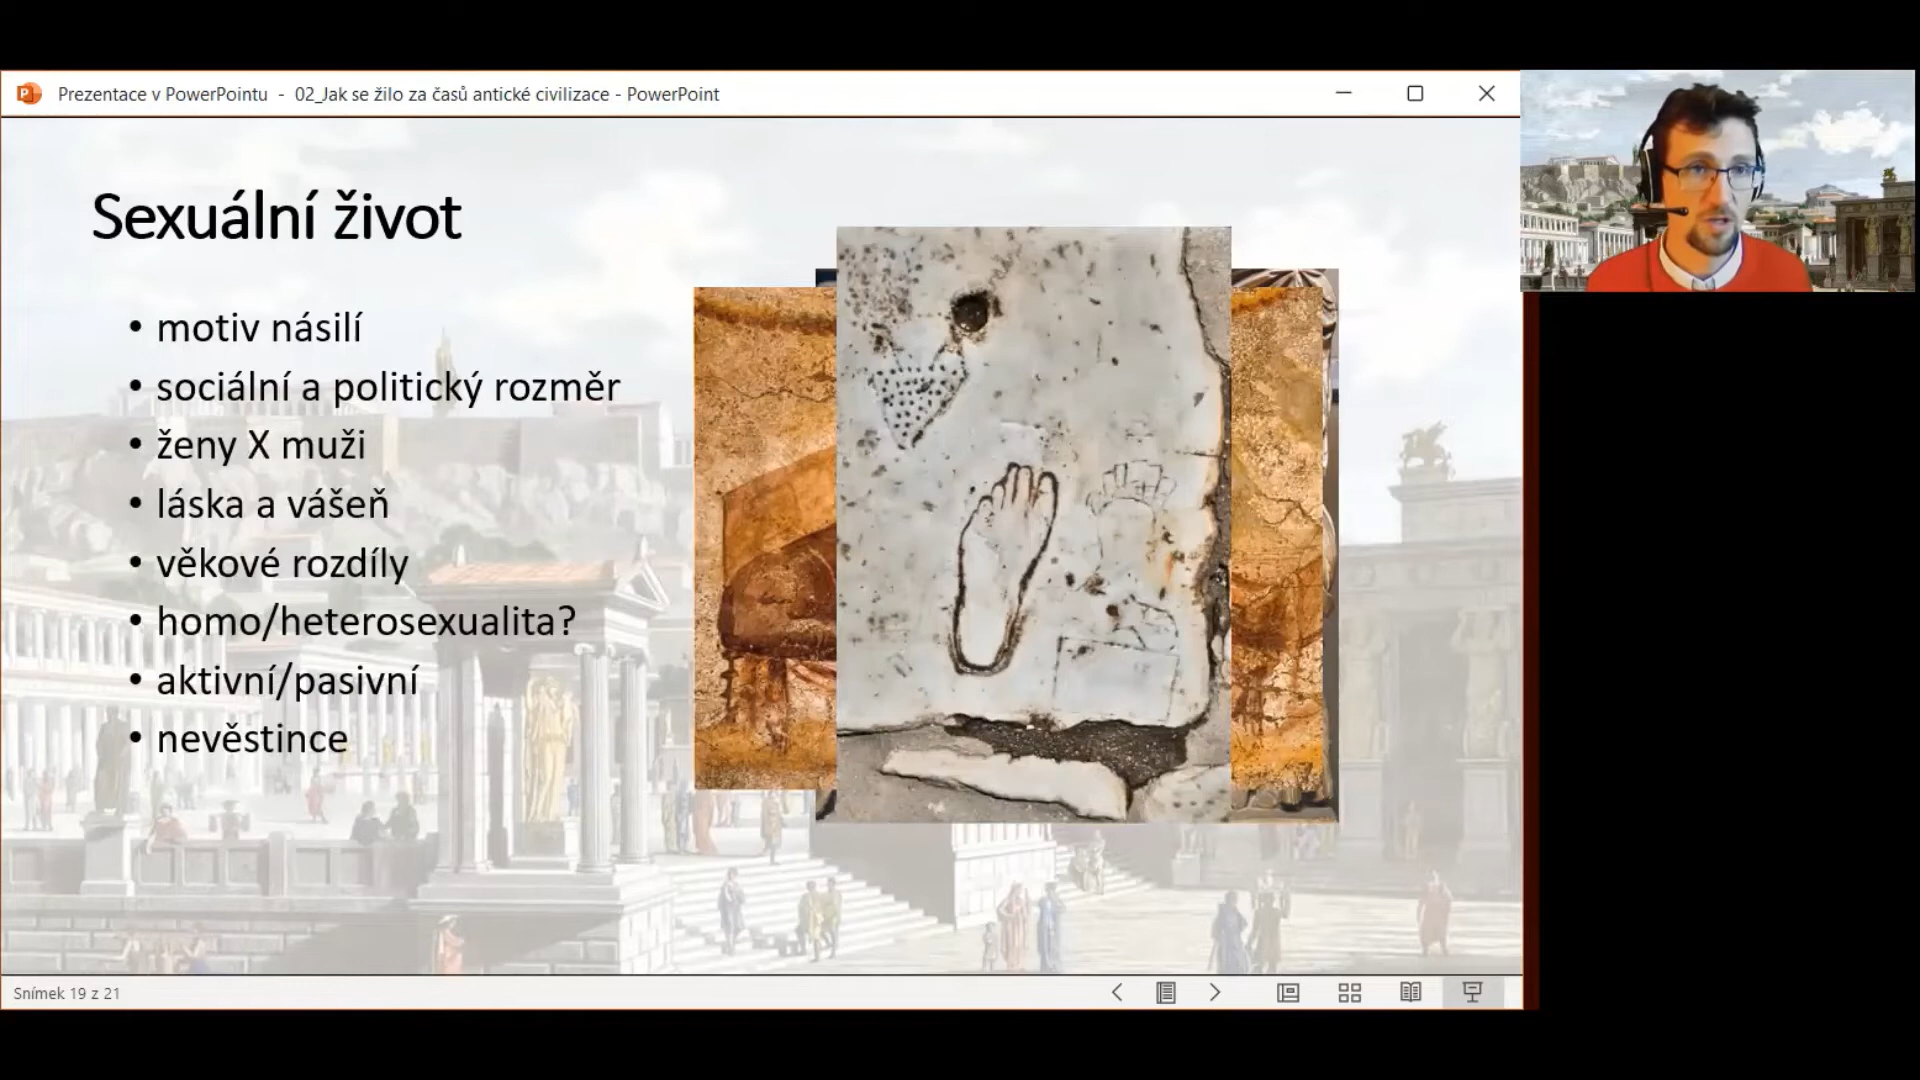 Prezentace v PowerPointu - 02_Jak se žilo za časů antické civilizace - PowerPoint
Sexuální život
• motiv násilí
• sociální a politický rozměr
• ženy X muži
• láska a vášeň
• věkové rozdíly
• homo/heterosexualita?
• aktivní/pasivní
• nevěstince
Snímek 19 z 21